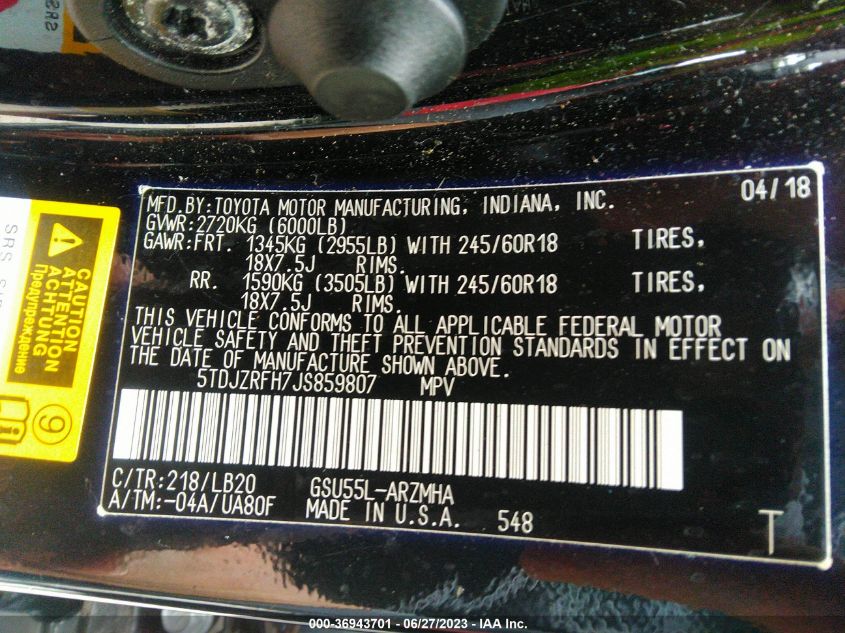 MFD.BY:TOYOTA MOTOR MANUFACTURING, INDIANA, INC. 04/18
GVWR:2720KG (6000LB)
GAWR:FRT. 1345KG (2955LB) WITH 245/60R18 TIRES,
18X7.5J RIMS.
RR. 1590KG (3505LB) WITH 245/60R18 TIRES,
18X7.5J RIMS.
THIS VEHICLE CONFORMS TO ALL APPLICABLE FEDERAL MOTOR
VEHICLE SAFETY AND THEFT PREVENTION STANDARDS IN EFFECT ON
THE DATE OF MANUFACTURE SHOWN ABOVE.
5TDJZRFH7JS859807 MPV
C/TR:218/LB20 GSU55L-ARZMHA
A/TM:-04A/UA80F MADE IN U.S.A. 548
T
SRS
CAUTION
ATTENTION
ACHTUNG
Предупреждение
9
000-36943701 - 06/27/2023 - IAA Inc.